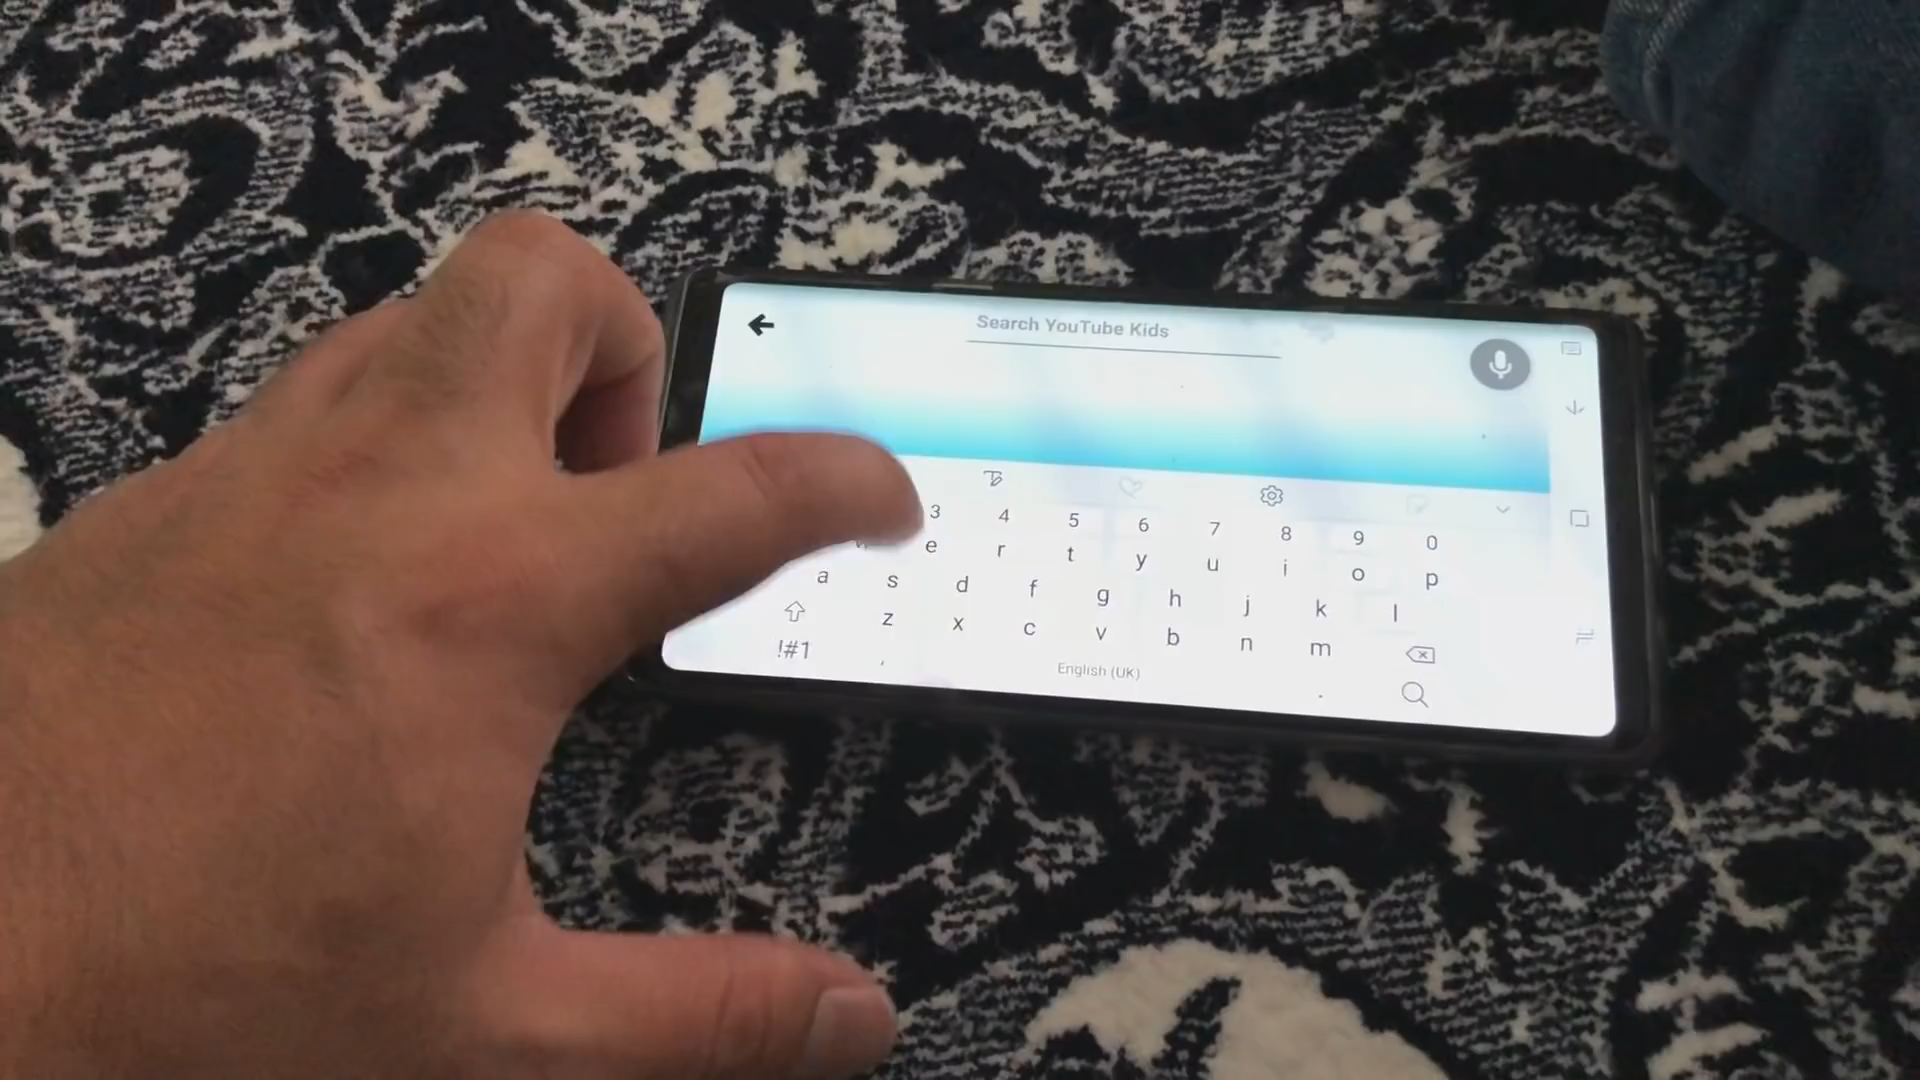 Search YouTube Kids
3 4 5 6 7 8 9 0
e r t y u i o p
a s d f g h j k l
z x c v b n m
!#1 , English (UK) .